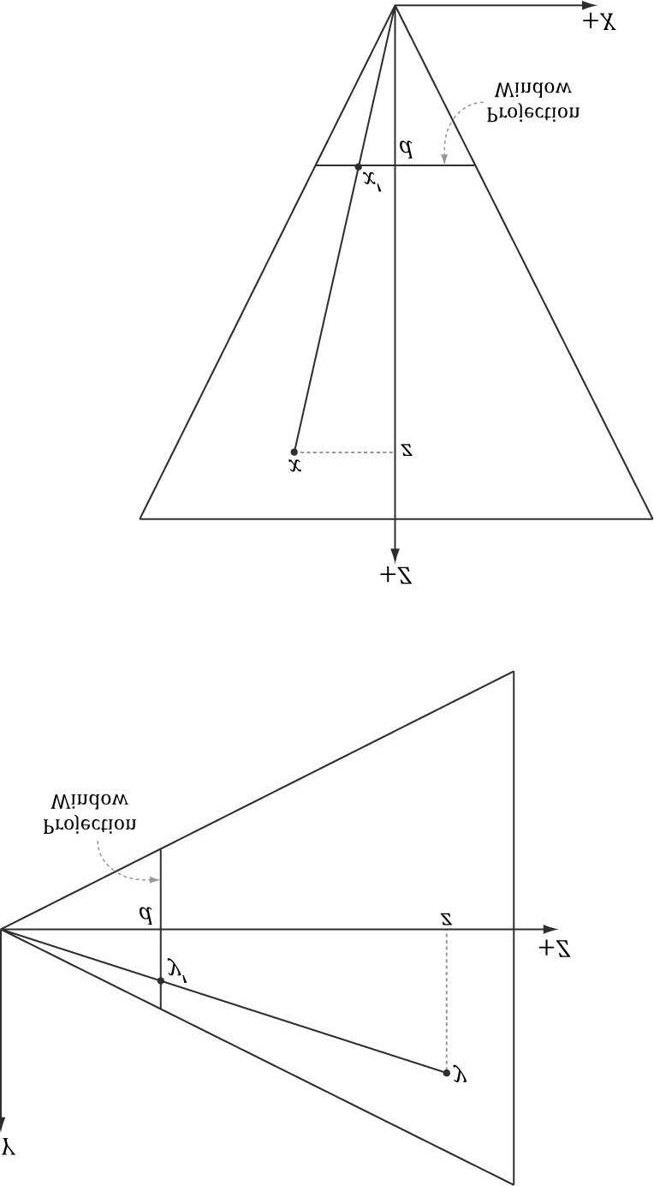 Y
y
y'
+Z
d
z
Projection
Window
+Z
x
z
x'
d
Projection
Window
+X